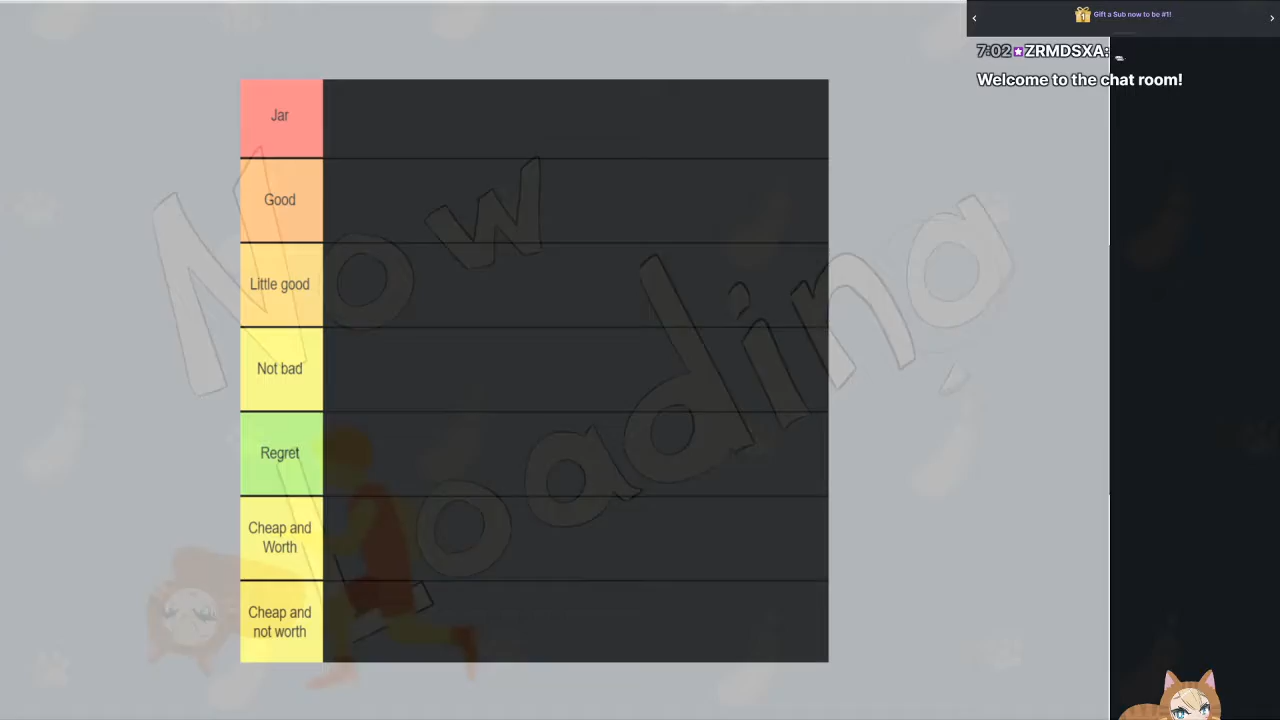 Gift a Sub now to be #1!
7:02 ZRMDSXA:
Welcome to the chat room!
Jar
Good
Little good
Not bad
Regret
Cheap and
Worth
Cheap and
not worth
Now
Loading